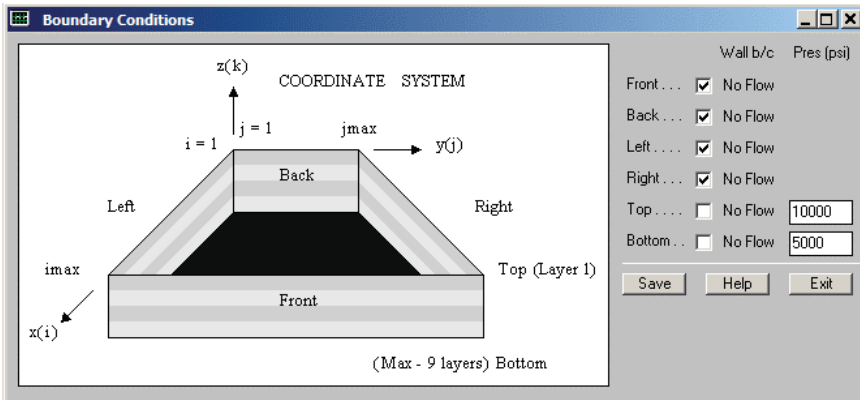 Boundary Conditions
z(k)
COORDINATE SYSTEM
i = 1
j = 1
jmax
y(j)
Back
Left
Right
imax
Top (Layer 1)
Front
x(i)
(Max - 9 layers) Bottom
Wall b/c Pres (psi)
Front . . . No Flow
Back . . . No Flow
Left . . . . No Flow
Right . . . No Flow
Top . . . . No Flow 10000
Bottom . . No Flow 5000
Save Help Exit